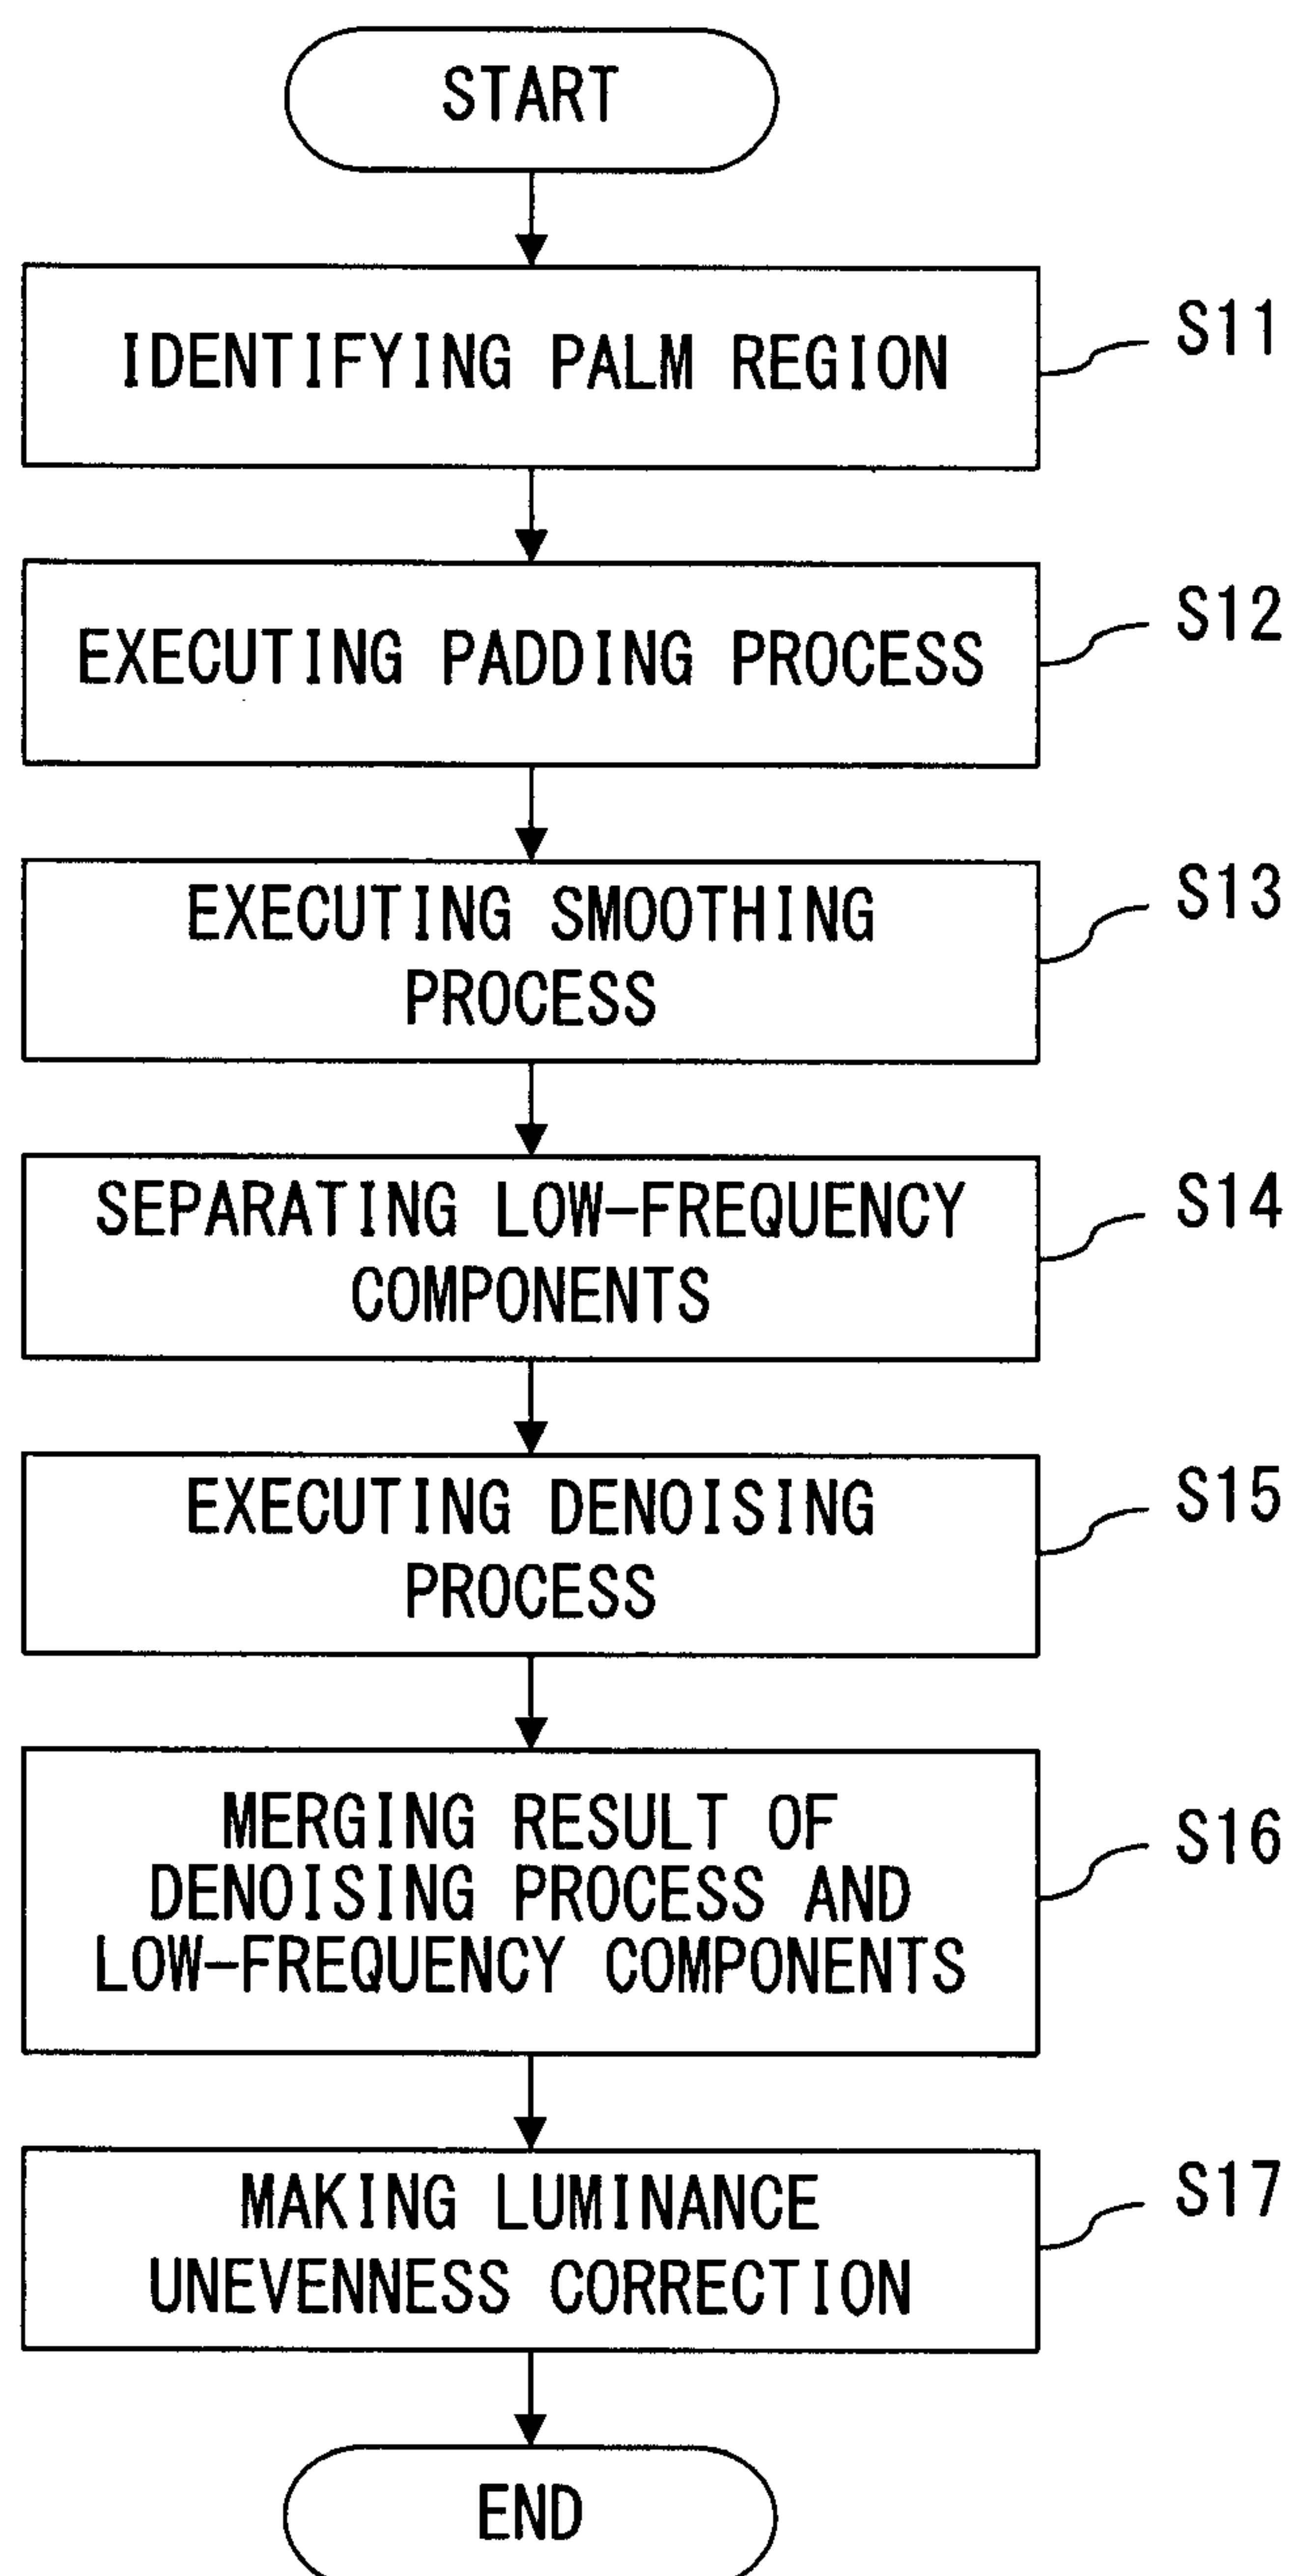 START
IDENTIFYING PALM REGION
S11
EXECUTING PADDING PROCESS
S12
EXECUTING SMOOTHING
PROCESS
S13
SEPARATING LOW-FREQUENCY
COMPONENTS
S14
EXECUTING DENOISING
PROCESS
S15
MERGING RESULT OF
DENOISING PROCESS AND
LOW-FREQUENCY COMPONENTS
S16
MAKING LUMINANCE
UNEVENNESS CORRECTION
S17
END